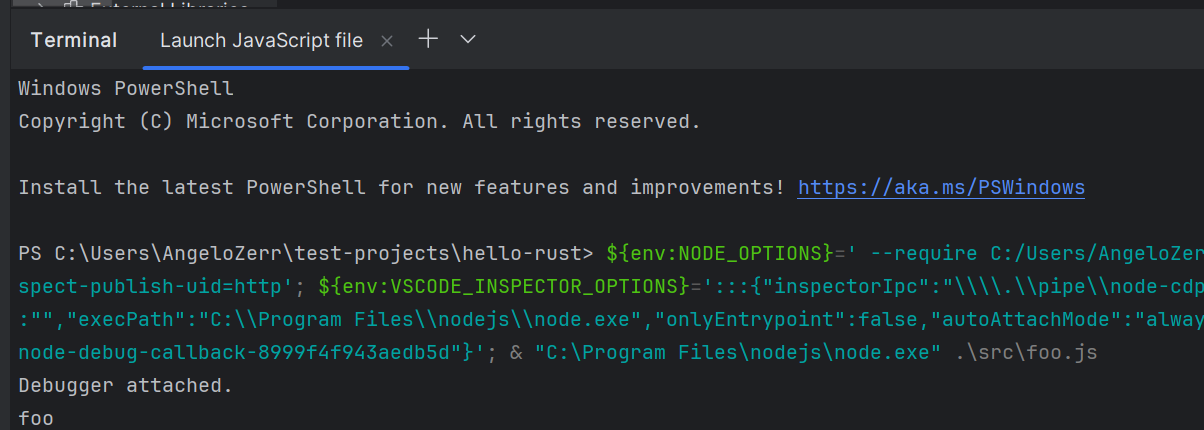 External Libraries
Terminal Launch JavaScript file
Windows PowerShell
Copyright (C) Microsoft Corporation. All rights reserved.
Install the latest PowerShell for new features and improvements! https://aka.ms/PSWindows
PS C:\Users\AngeloZerr\test-projects\hello-rust> ${env:NODE_OPTIONS}=' --require C:/Users/AngeloZer
spect-publish-uid=http'; ${env:VSCODE_INSPECTOR_OPTIONS}=':::{"inspectorIpc":"\\\\.\\pipe\\node-cdp
:"","execPath":"C:\\Program Files\\nodejS\\node.exe","onlyEntrypoint":false,"autoAttachMode":"alway
node-debug-callback-8999f4f943aedb5d"}'; & "C:\Program Files\nodejs\node.exe" .\src\foo.js
Debugger attached.
foo